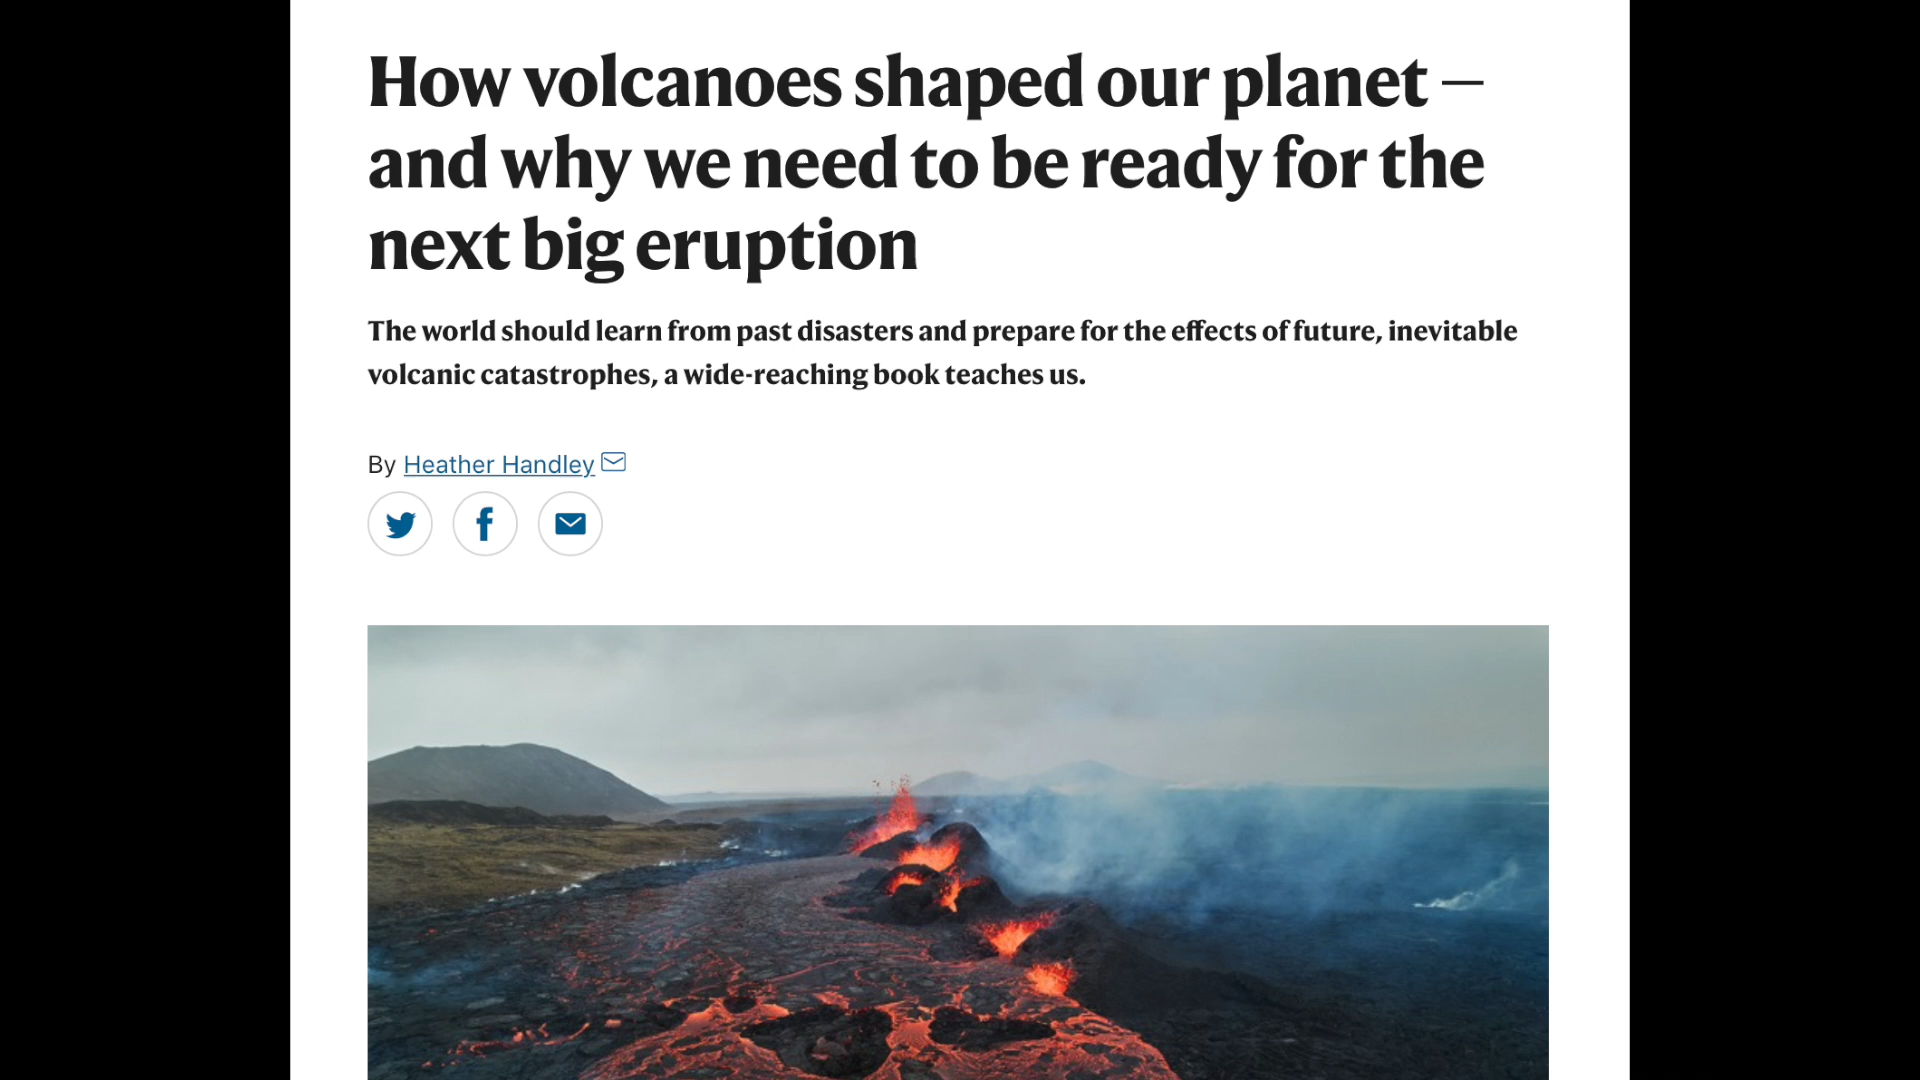 How volcanoes shaped our planet —
and why we need to be ready for the
next big eruption
The world should learn from past disasters and prepare for the effects of future, inevitable
volcanic catastrophes, a wide-reaching book teaches us.
By Heather Handley